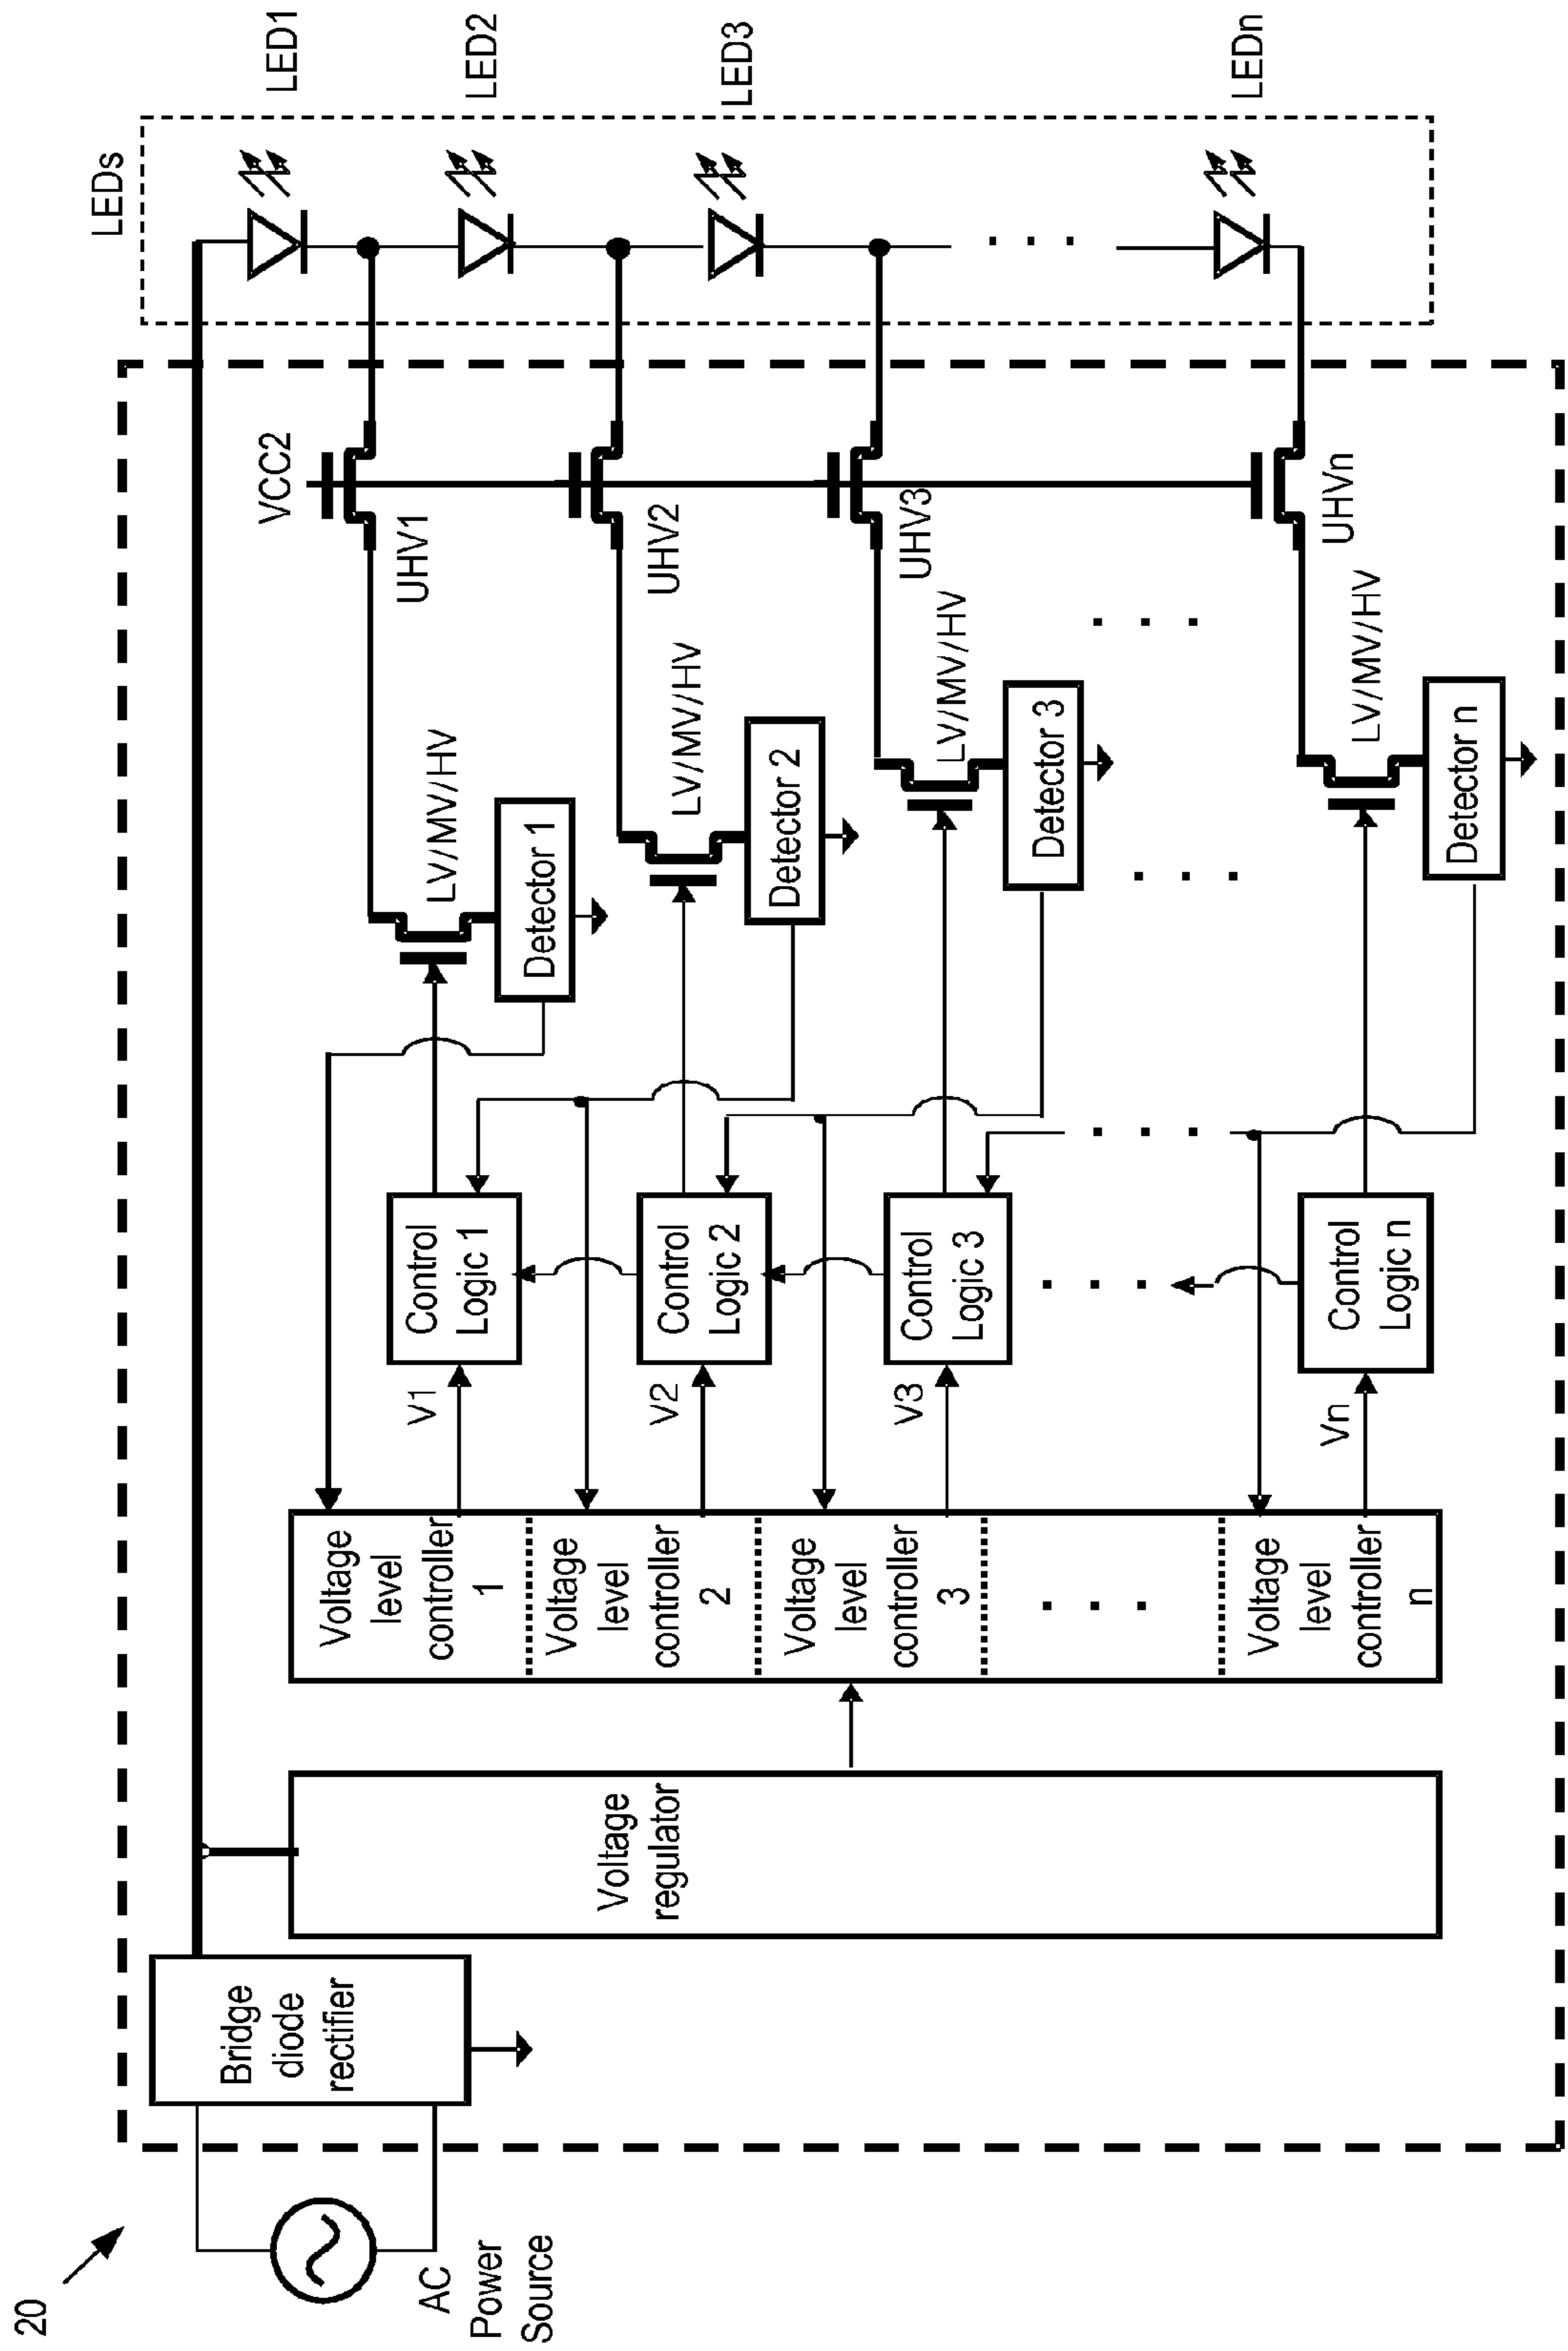 20
AC
Power
Source
Bridge
diode
rectifier
Voltage
regulator
Voltage
level
controller
1
Voltage
level
controller
2
Voltage
level
controller
3
. . .
Voltage
level
controller
n
V1
V2
V3
Vn
Control
Logic 1
Control
Logic 2
Control
Logic 3
. . .
Control
Logic n
. . .
Detector 1
Detector 2
Detector 3
. . .
Detector n
LV/MV/HV
LV/MV/HV
LV/MV/HV
. . .
LV/MV/HV
VCC2
UHV1
UHV2
UHV3
UHVn
LEDs
. . .
LED1
LED2
LED3
LEDn